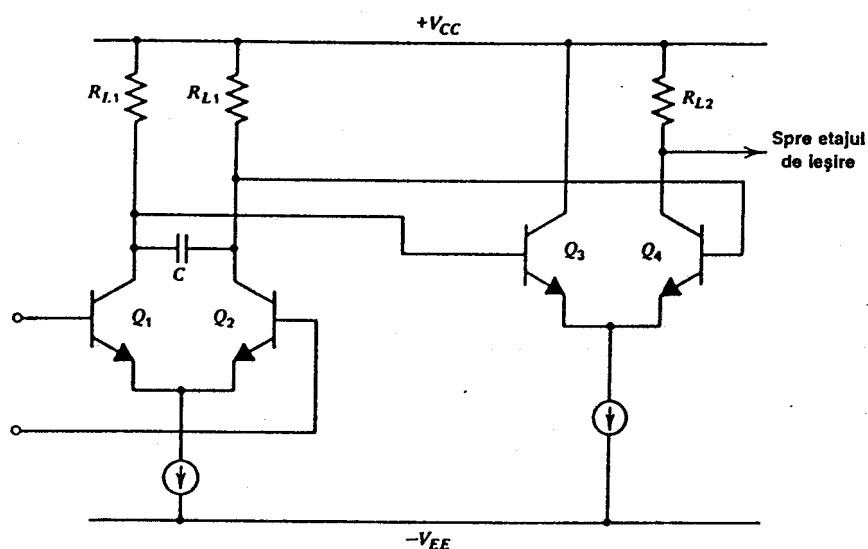 +V_CC
R_L1
R_L1
R_L2
Spre etajul
de ieşire
C
Q_1
Q_2
Q_3
Q_4
−V_EE